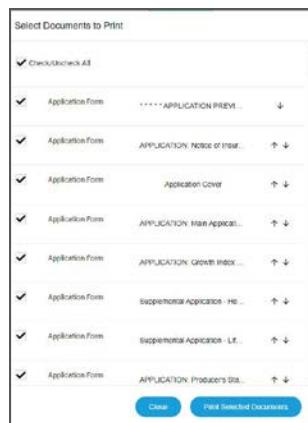 Select Documents to Print
Check/Uncheck All
Application Form * * * * * APPLICATION PREVI...
Application Form APPLICATION: Notice of Insur...
Application Form Application Cover
Application Form APPLICATION: Main Applicati...
Application Form APPLICATION: Growth Index ...
Application Form Supplemental Application - He...
Application Form Supplemental Application - Lif...
Application Form APPLICATION: Producer's Sta...
Close Print Selected Documents